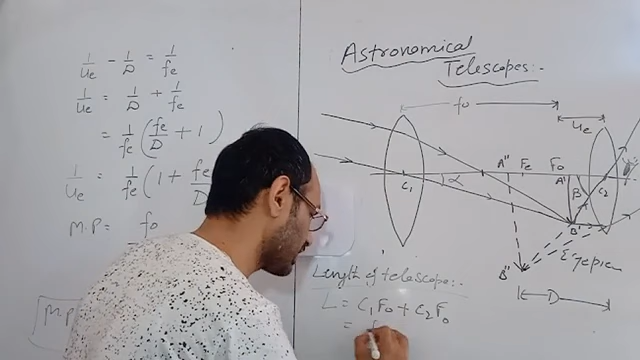 1/ue - 1/D = 1/fe
1/ue = 1/D + 1/fe
= 1/fe (fe/D + 1)
1/ue = 1/fe (1 + fe/D
M.P = fo
MP
Astronomical
Telescopes:-
fo
ue
A" Fe Fo
C1 α A' β C2
B'
B"
Eyepiece
D
Length of telescope:-
L = C1Fo + C2Fo
= f